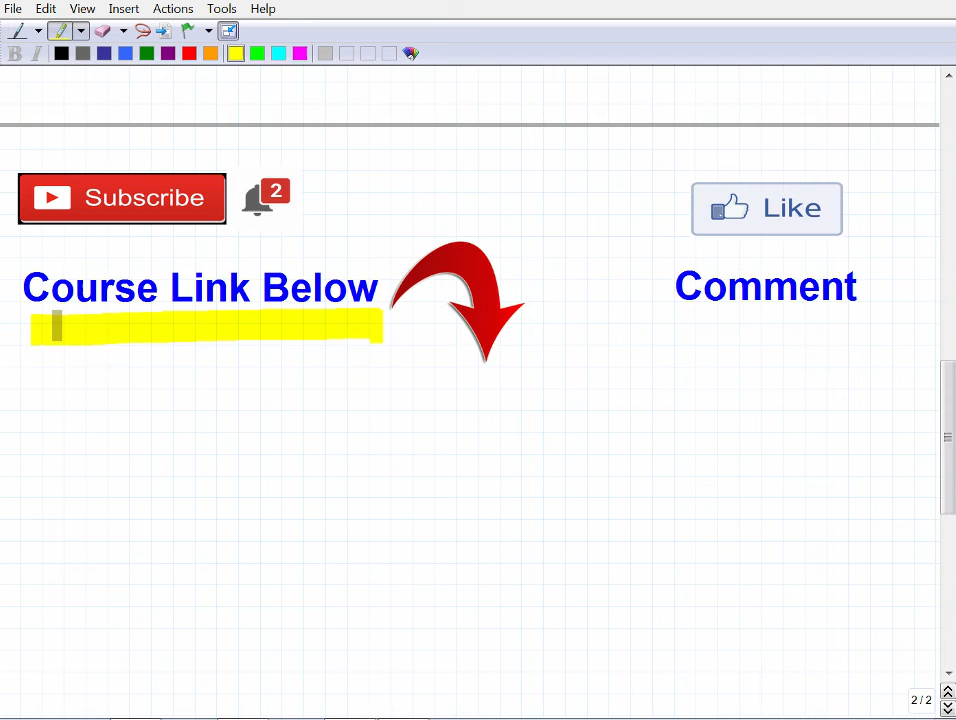 File Edit View Insert Actions Tools Help
B I
Subscribe 2
Like
Course Link Below
Comment
2 / 2